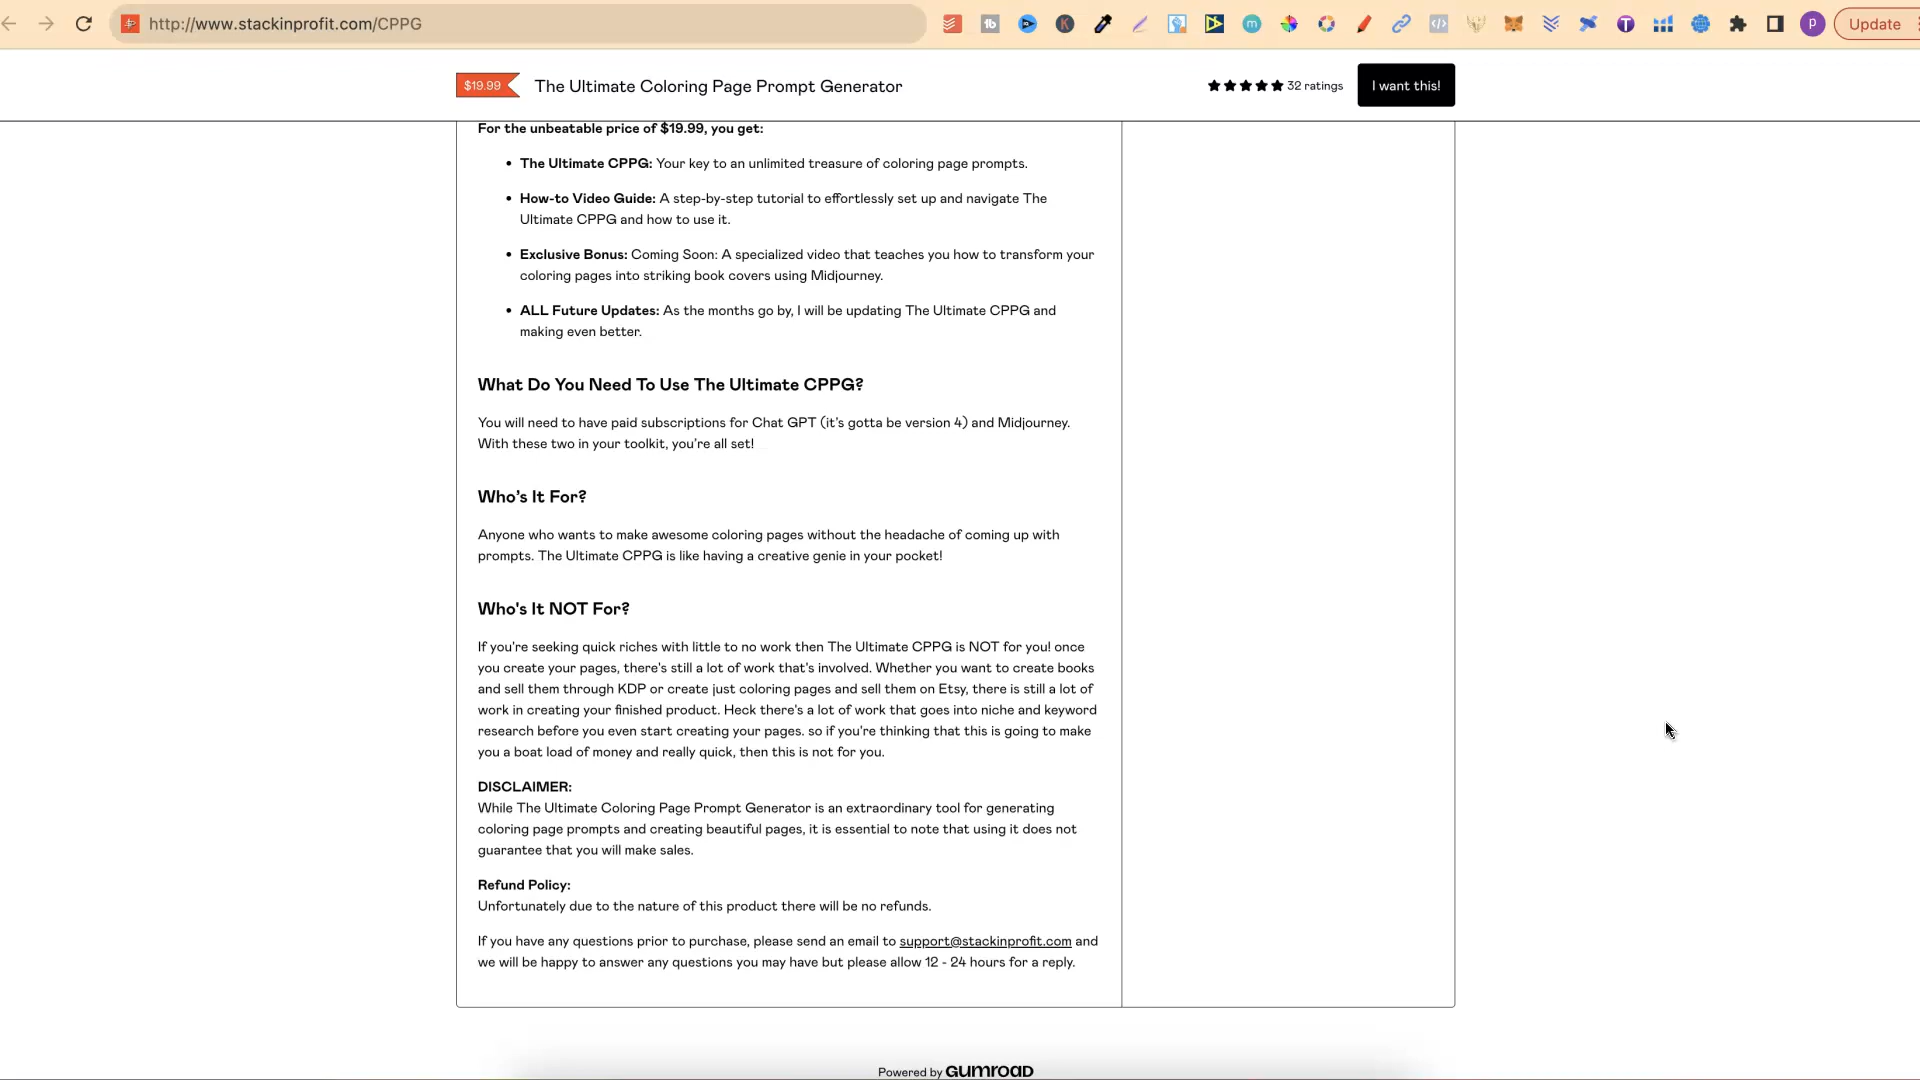 http://www.stackinprofit.com/CPPG
Update
$19.99
The Ultimate Coloring Page Prompt Generator
32 ratings
I want this!
For the unbeatable price of $19.99, you get:
• The Ultimate CPPG: Your key to an unlimited treasure of coloring page prompts.
• How-to Video Guide: A step-by-step tutorial to effortlessly set up and navigate The
Ultimate CPPG and how to use it.
• Exclusive Bonus: Coming Soon: A specialized video that teaches you how to transform your
coloring pages into striking book covers using Midjourney.
• ALL Future Updates: As the months go by, I will be updating The Ultimate CPPG and
making even better.
What Do You Need To Use The Ultimate CPPG?
You will need to have paid subscriptions for Chat GPT (it's gotta be version 4) and Midjourney.
With these two in your toolkit, you're all set!
Who's It For?
Anyone who wants to make awesome coloring pages without the headache of coming up with
prompts. The Ultimate CPPG is like having a creative genie in your pocket!
Who's It NOT For?
If you're seeking quick riches with little to no work then The Ultimate CPPG is NOT for you! once
you create your pages, there's still a lot of work that's involved. Whether you want to create books
and sell them through KDP or create just coloring pages and sell them on Etsy, there is still a lot of
work in creating your finished product. Heck there's a lot of work that goes into niche and keyword
research before you even start creating your pages. so if you're thinking that this is going to make
you a boat load of money and really quick, then this is not for you.
DISCLAIMER:
While The Ultimate Coloring Page Prompt Generator is an extraordinary tool for generating
coloring page prompts and creating beautiful pages, it is essential to note that using it does not
guarantee that you will make sales.
Refund Policy:
Unfortunately due to the nature of this product there will be no refunds.
If you have any questions prior to purchase, please send an email to support@stackinprofit.com and
we will be happy to answer any questions you may have but please allow 12 - 24 hours for a reply.
Powered by GUMROAD